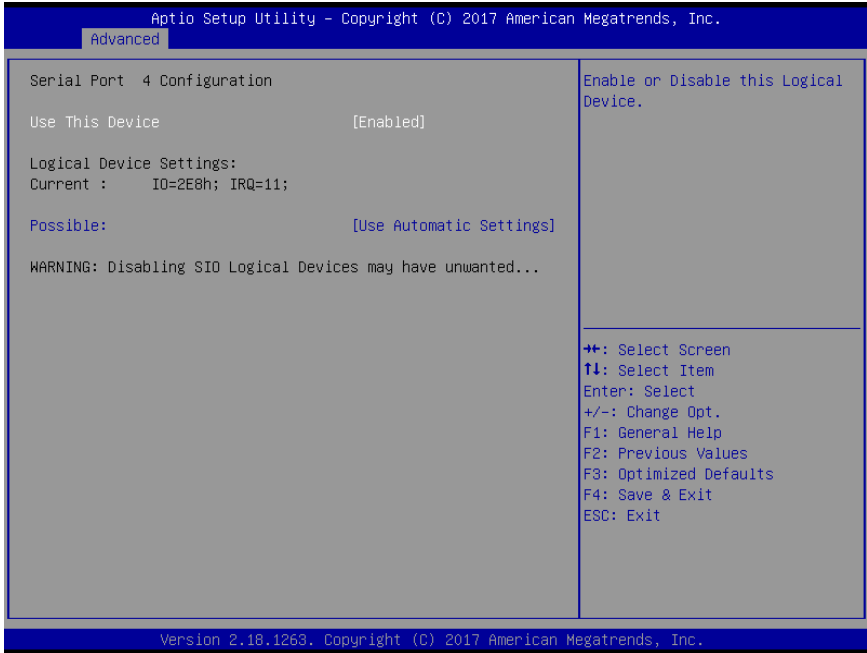 Aptio Setup Utility – Copyright (C) 2017 American Megatrends, Inc.
Advanced
Serial Port  4 Configuration
Use This Device [Enabled]
Logical Device Settings:
Current :     IO=2E8h; IRQ=11;
Possible: [Use Automatic Settings]
WARNING: Disabling SIO Logical Devices may have unwanted...
Enable or Disable this Logical
Device.
→←: Select Screen
↑↓: Select Item
Enter: Select
+/-: Change Opt.
F1: General Help
F2: Previous Values
F3: Optimized Defaults
F4: Save & Exit
ESC: Exit
Version 2.18.1263. Copyright (C) 2017 American Megatrends, Inc.